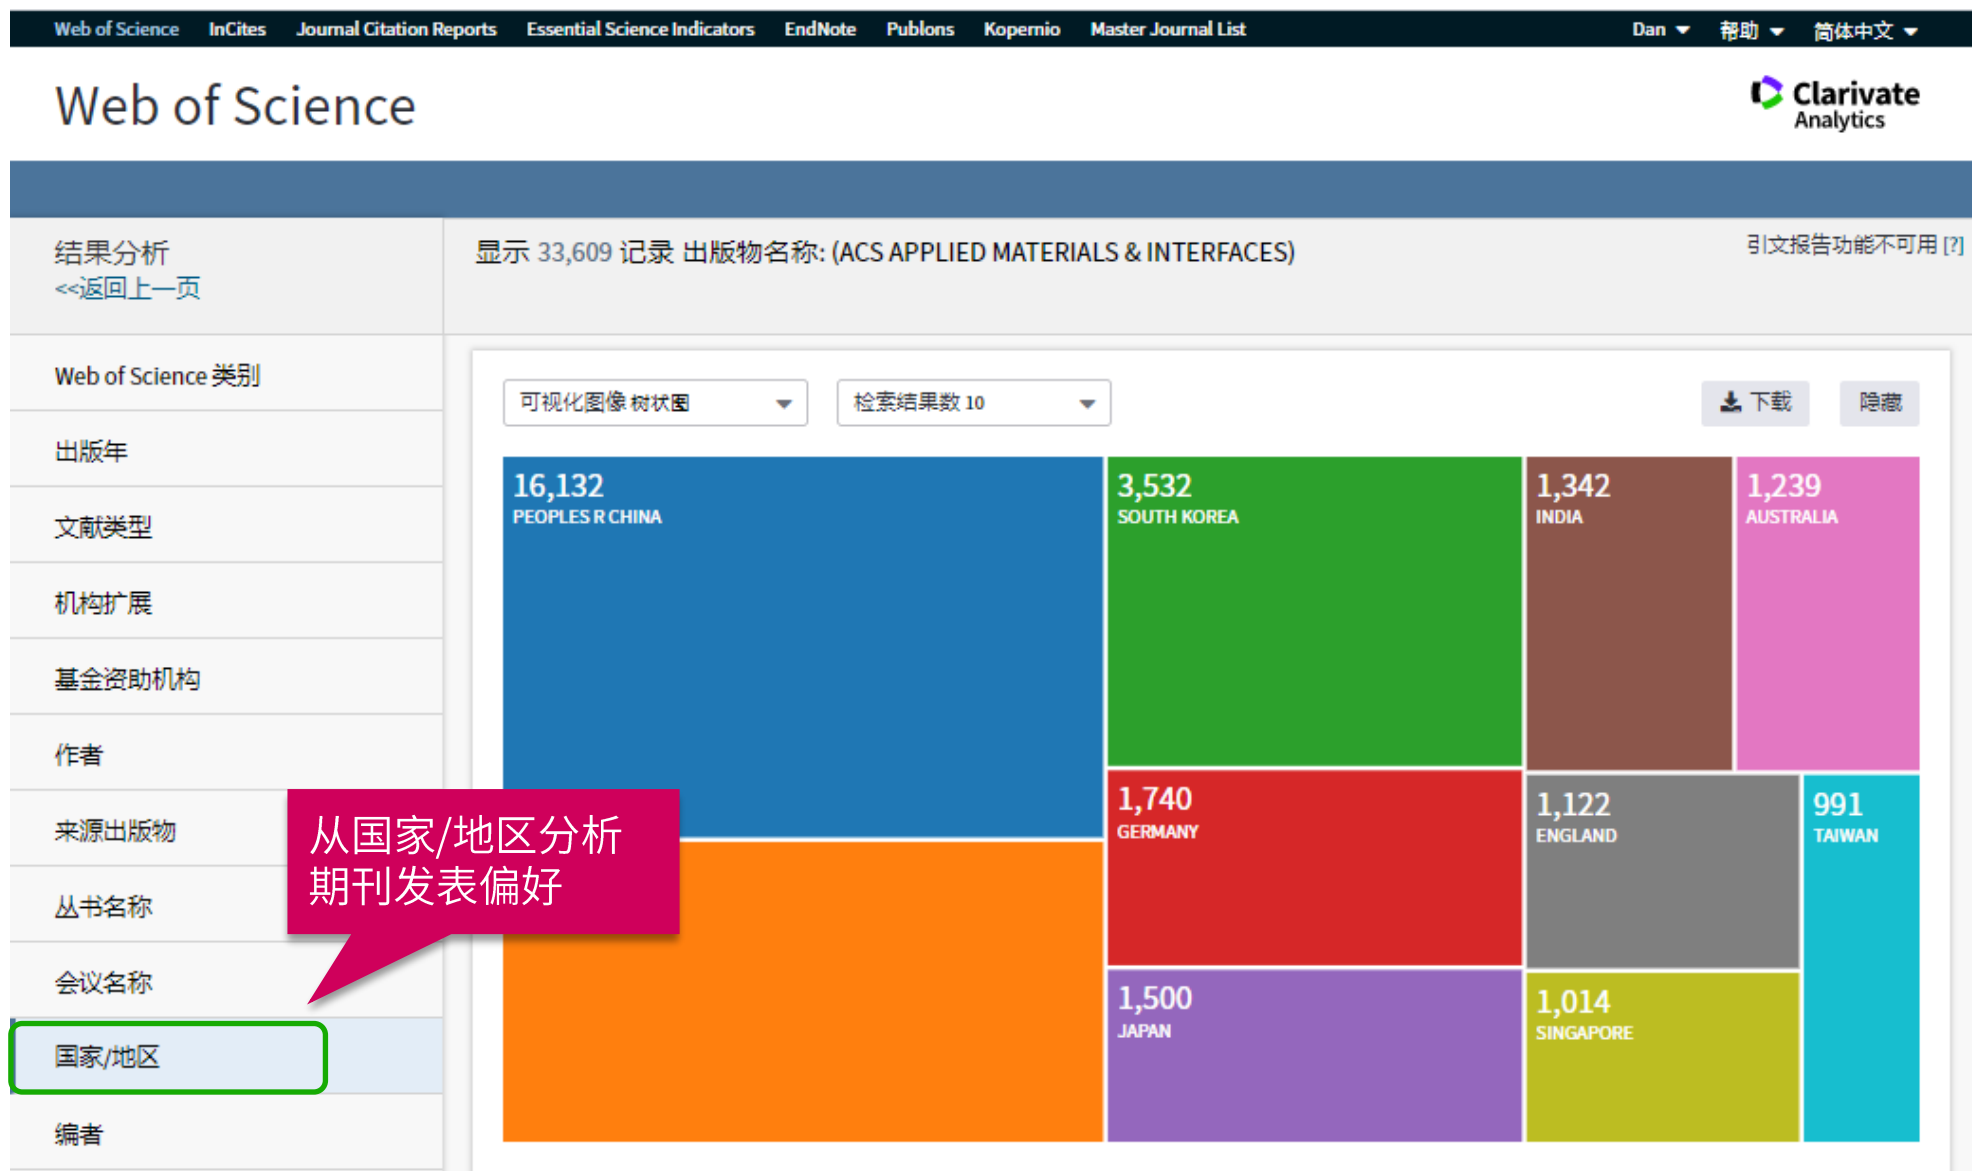 Web of Science InCites Journal Citation Reports Essential Science Indicators EndNote Publons Kopernio Master Journal List Dan 帮助 简体中文
Web of Science
Clarivate
Analytics
结果分析
<<返回上一页
显示 33,609 记录 出版物名称: (ACS APPLIED MATERIALS & INTERFACES)
引文报告功能不可用 [?]
Web of Science 类别
出版年
文献类型
机构扩展
基金资助机构
作者
来源出版物
丛书名称
会议名称
国家/地区
编者
从国家/地区分析
期刊发表偏好
可视化图像 树状图
检索结果数 10
下载
隐藏
16,132
PEOPLES R CHINA
3,532
SOUTH KOREA
1,342
INDIA
1,239
AUSTRALIA
1,740
GERMANY
1,122
ENGLAND
991
TAIWAN
1,500
JAPAN
1,014
SINGAPORE